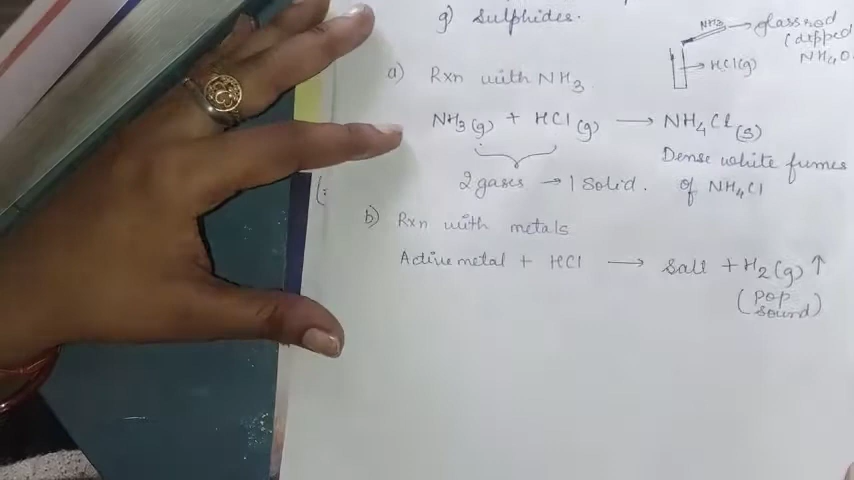 g) Sulphides.
NH3 → glass rod
(dipped
NH4O
→ HCl(g)
a) Rxn with NH3
NH3(g) + HCl(g) → NH4Cl(s)
Dense white fumes
2 gases → 1 Solid. of NH4Cl
b) Rxn with metals
Active metal + HCl → Salt + H2(g) ↑
(Pop
sound)